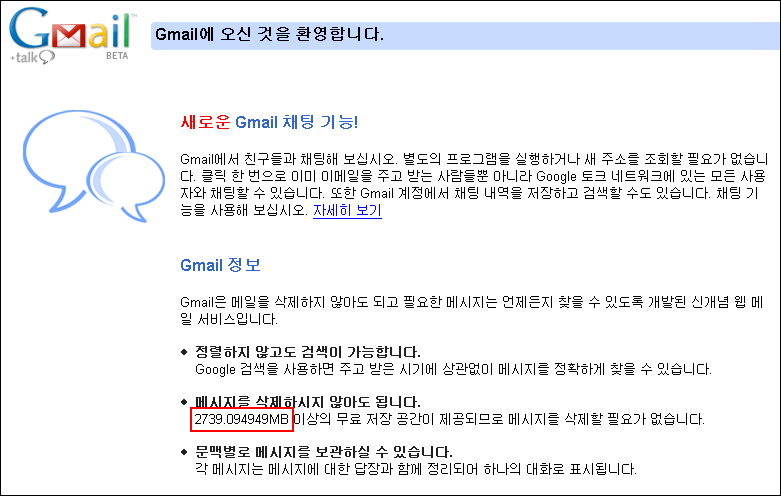 Gmail™
+talk BETA
Gmail에 오신 것을 환영합니다.
새로운 Gmail 채팅 기능!
Gmail에서 친구들과 채팅해 보십시오. 별도의 프로그램을 실행하거나 새 주소를 조회할 필요가 없습니
다. 클릭 한 번으로 이미 이메일을 주고 받는 사람들뿐 아니라 Google 토크 네트워크에 있는 모든 사용
자와 채팅할 수 있습니다. 또한 Gmail 계정에서 채팅 내역을 저장하고 검색할 수도 있습니다. 채팅 기
능을 사용해 보십시오. 자세히 보기
Gmail 정보
Gmail은 메일을 삭제하지 않아도 되고 필요한 메시지는 언제든지 찾을 수 있도록 개발된 신개념 웹 메
일 서비스입니다.
◆ 정렬하지 않고도 검색이 가능합니다.
Google 검색을 사용하면 주고 받은 시기에 상관없이 메시지를 정확하게 찾을 수 있습니다.
◆ 메시지를 삭제하시지 않아도 됩니다.
2739.094949MB 이상의 무료 저장 공간이 제공되므로 메시지를 삭제할 필요가 없습니다.
◆ 문맥별로 메시지를 보관하실 수 있습니다.
각 메시지는 메시지에 대한 답장과 함께 정리되어 하나의 대화로 표시됩니다.